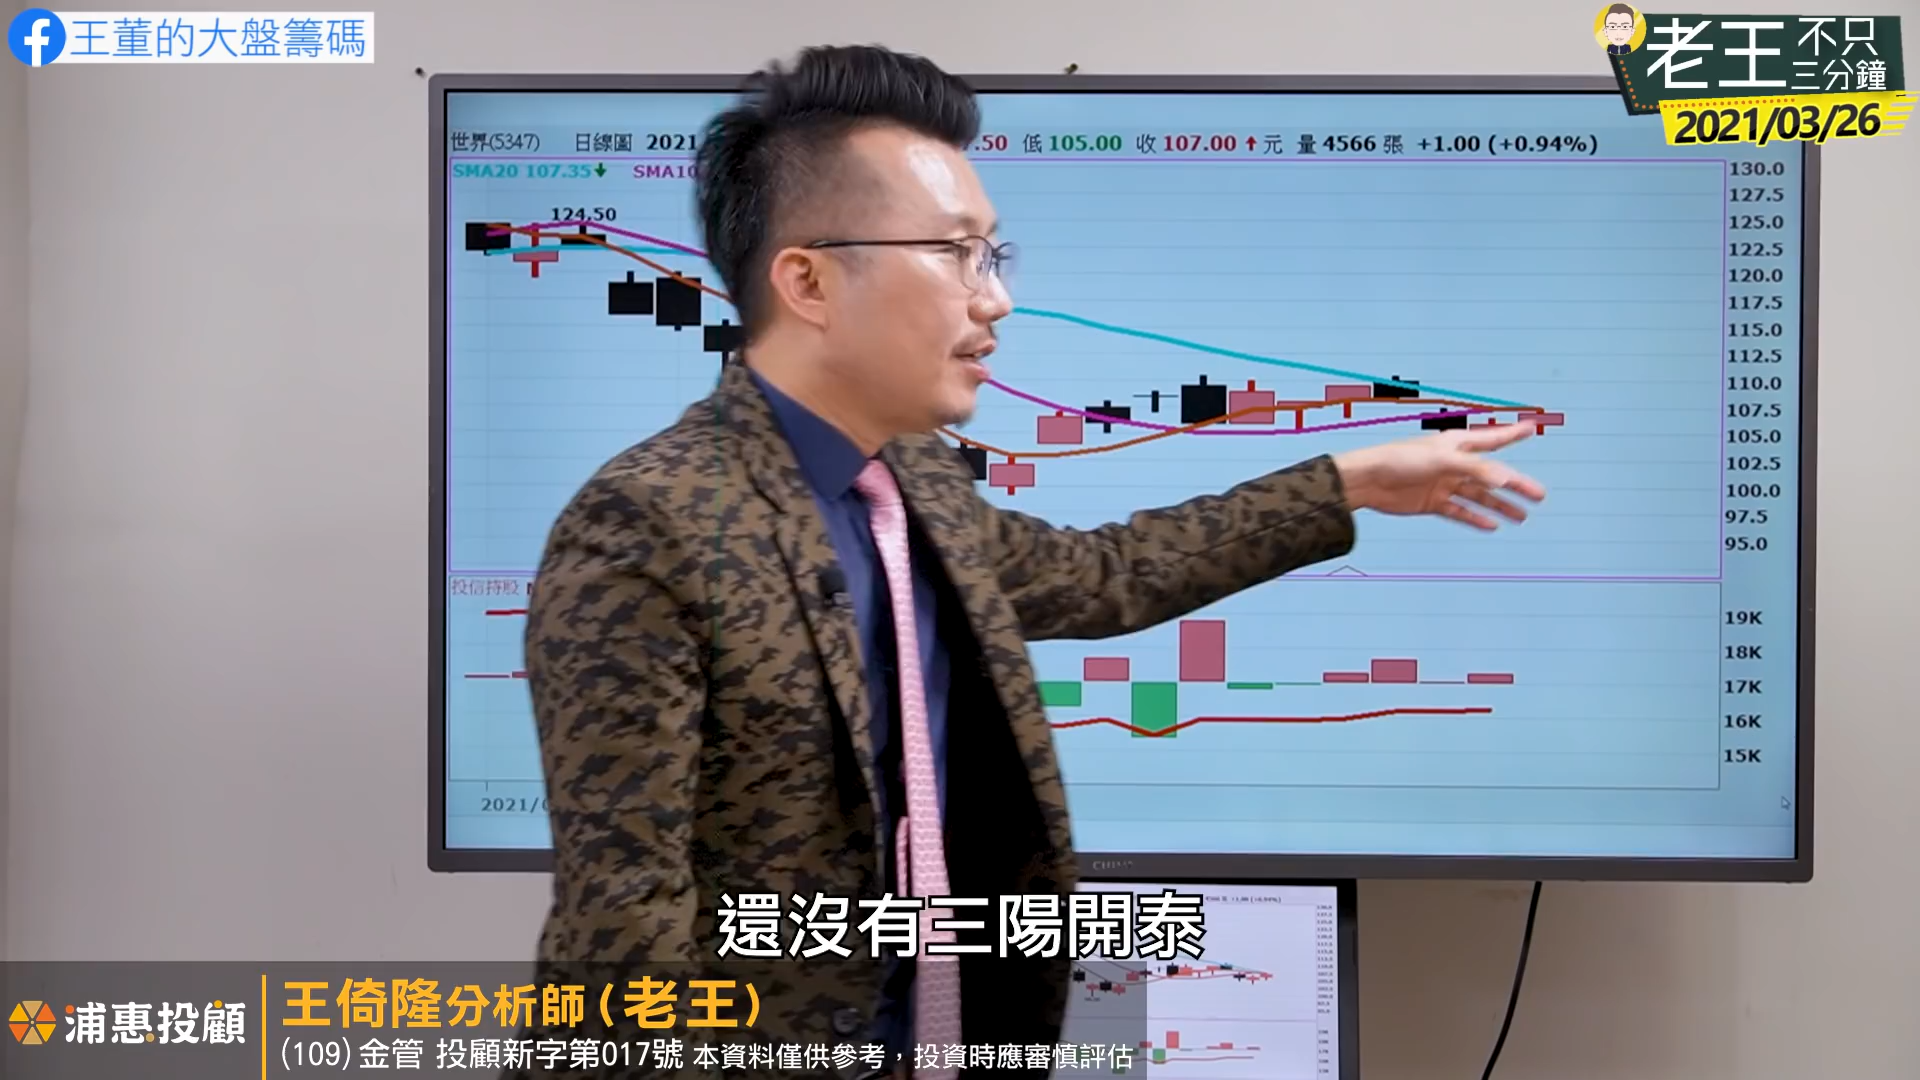 王董的大盤籌碼
老王不只三分鐘
2021/03/26
世界(5347) 日線圖 2021 .50 低 105.00 收 107.00 ↑ 元 量 4566 張 +1.00 (+0.94%)
SMA20 107.35↓ SMA10
124.50
130.0
127.5
125.0
122.5
120.0
117.5
115.0
112.5
110.0
107.5
105.0
102.5
100.0
97.5
95.0
投信持股
19K
18K
17K
16K
15K
2021/0
還沒有三陽開泰
浦惠投顧
王倚隆分析師(老王)
(109)金管 投顧新字第017號 本資料僅供參考，投資時應審慎評估